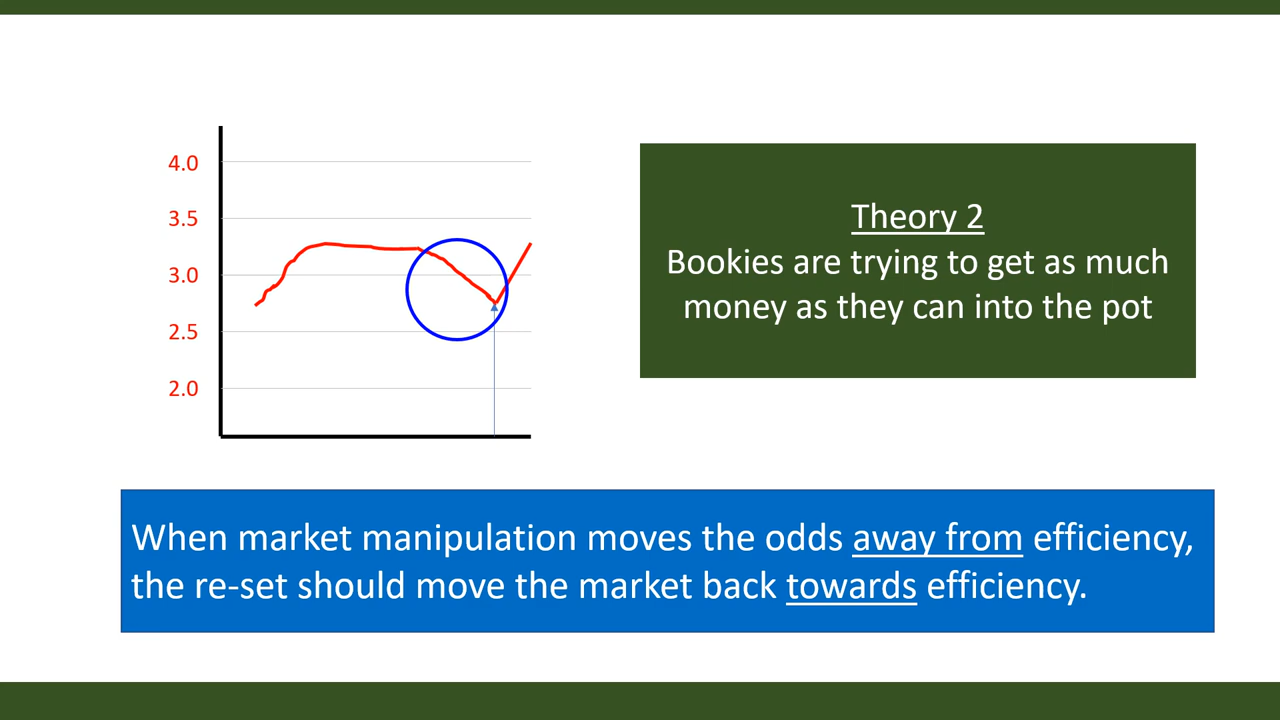 4.0
3.5
3.0
2.5
2.0
Theory 2
Bookies are trying to get as much
money as they can into the pot
When market manipulation moves the odds away from efficiency,
the re-set should move the market back towards efficiency.